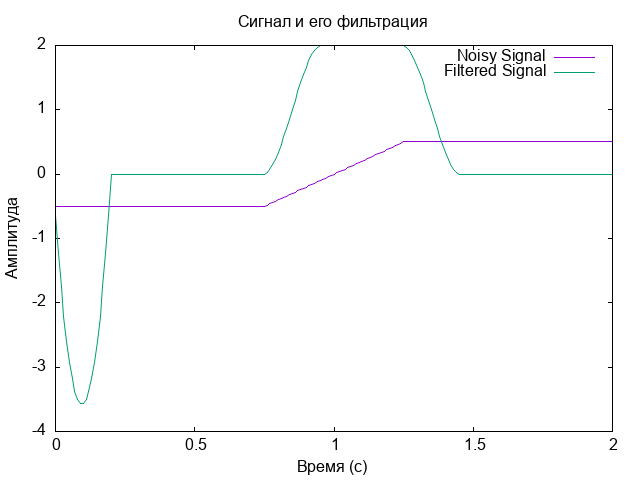 Сигнал и его фильтрация
Noisy Signal
Filtered Signal
2
1
0
-1
-2
-3
-4
Амплитуда
0
0.5
1
1.5
2
Время (с)